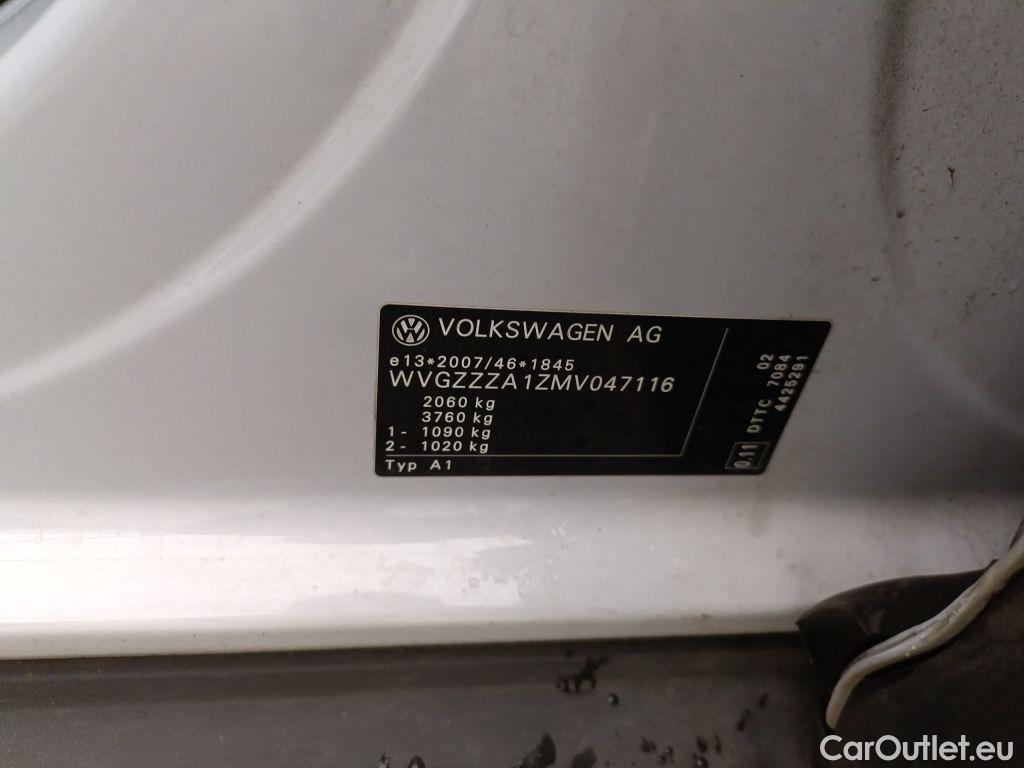 VOLKSWAGEN AG
e13*2007/46*1845
WVGZZZA1ZMV047116
2060 kg
3760 kg
1- 1090 kg
2- 1020 kg
Typ A1
02
DTTC 7084
4425291
0.11
CarOutlet.eu